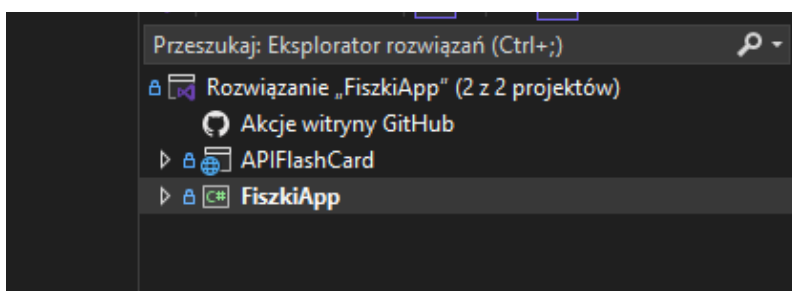 Przeszukaj: Eksplorator rozwiązań (Ctrl+;)
Rozwiązanie „FiszkiApp” (2 z 2 projektów)
Akcje witryny GitHub
APIFlashCard
C# FiszkiApp